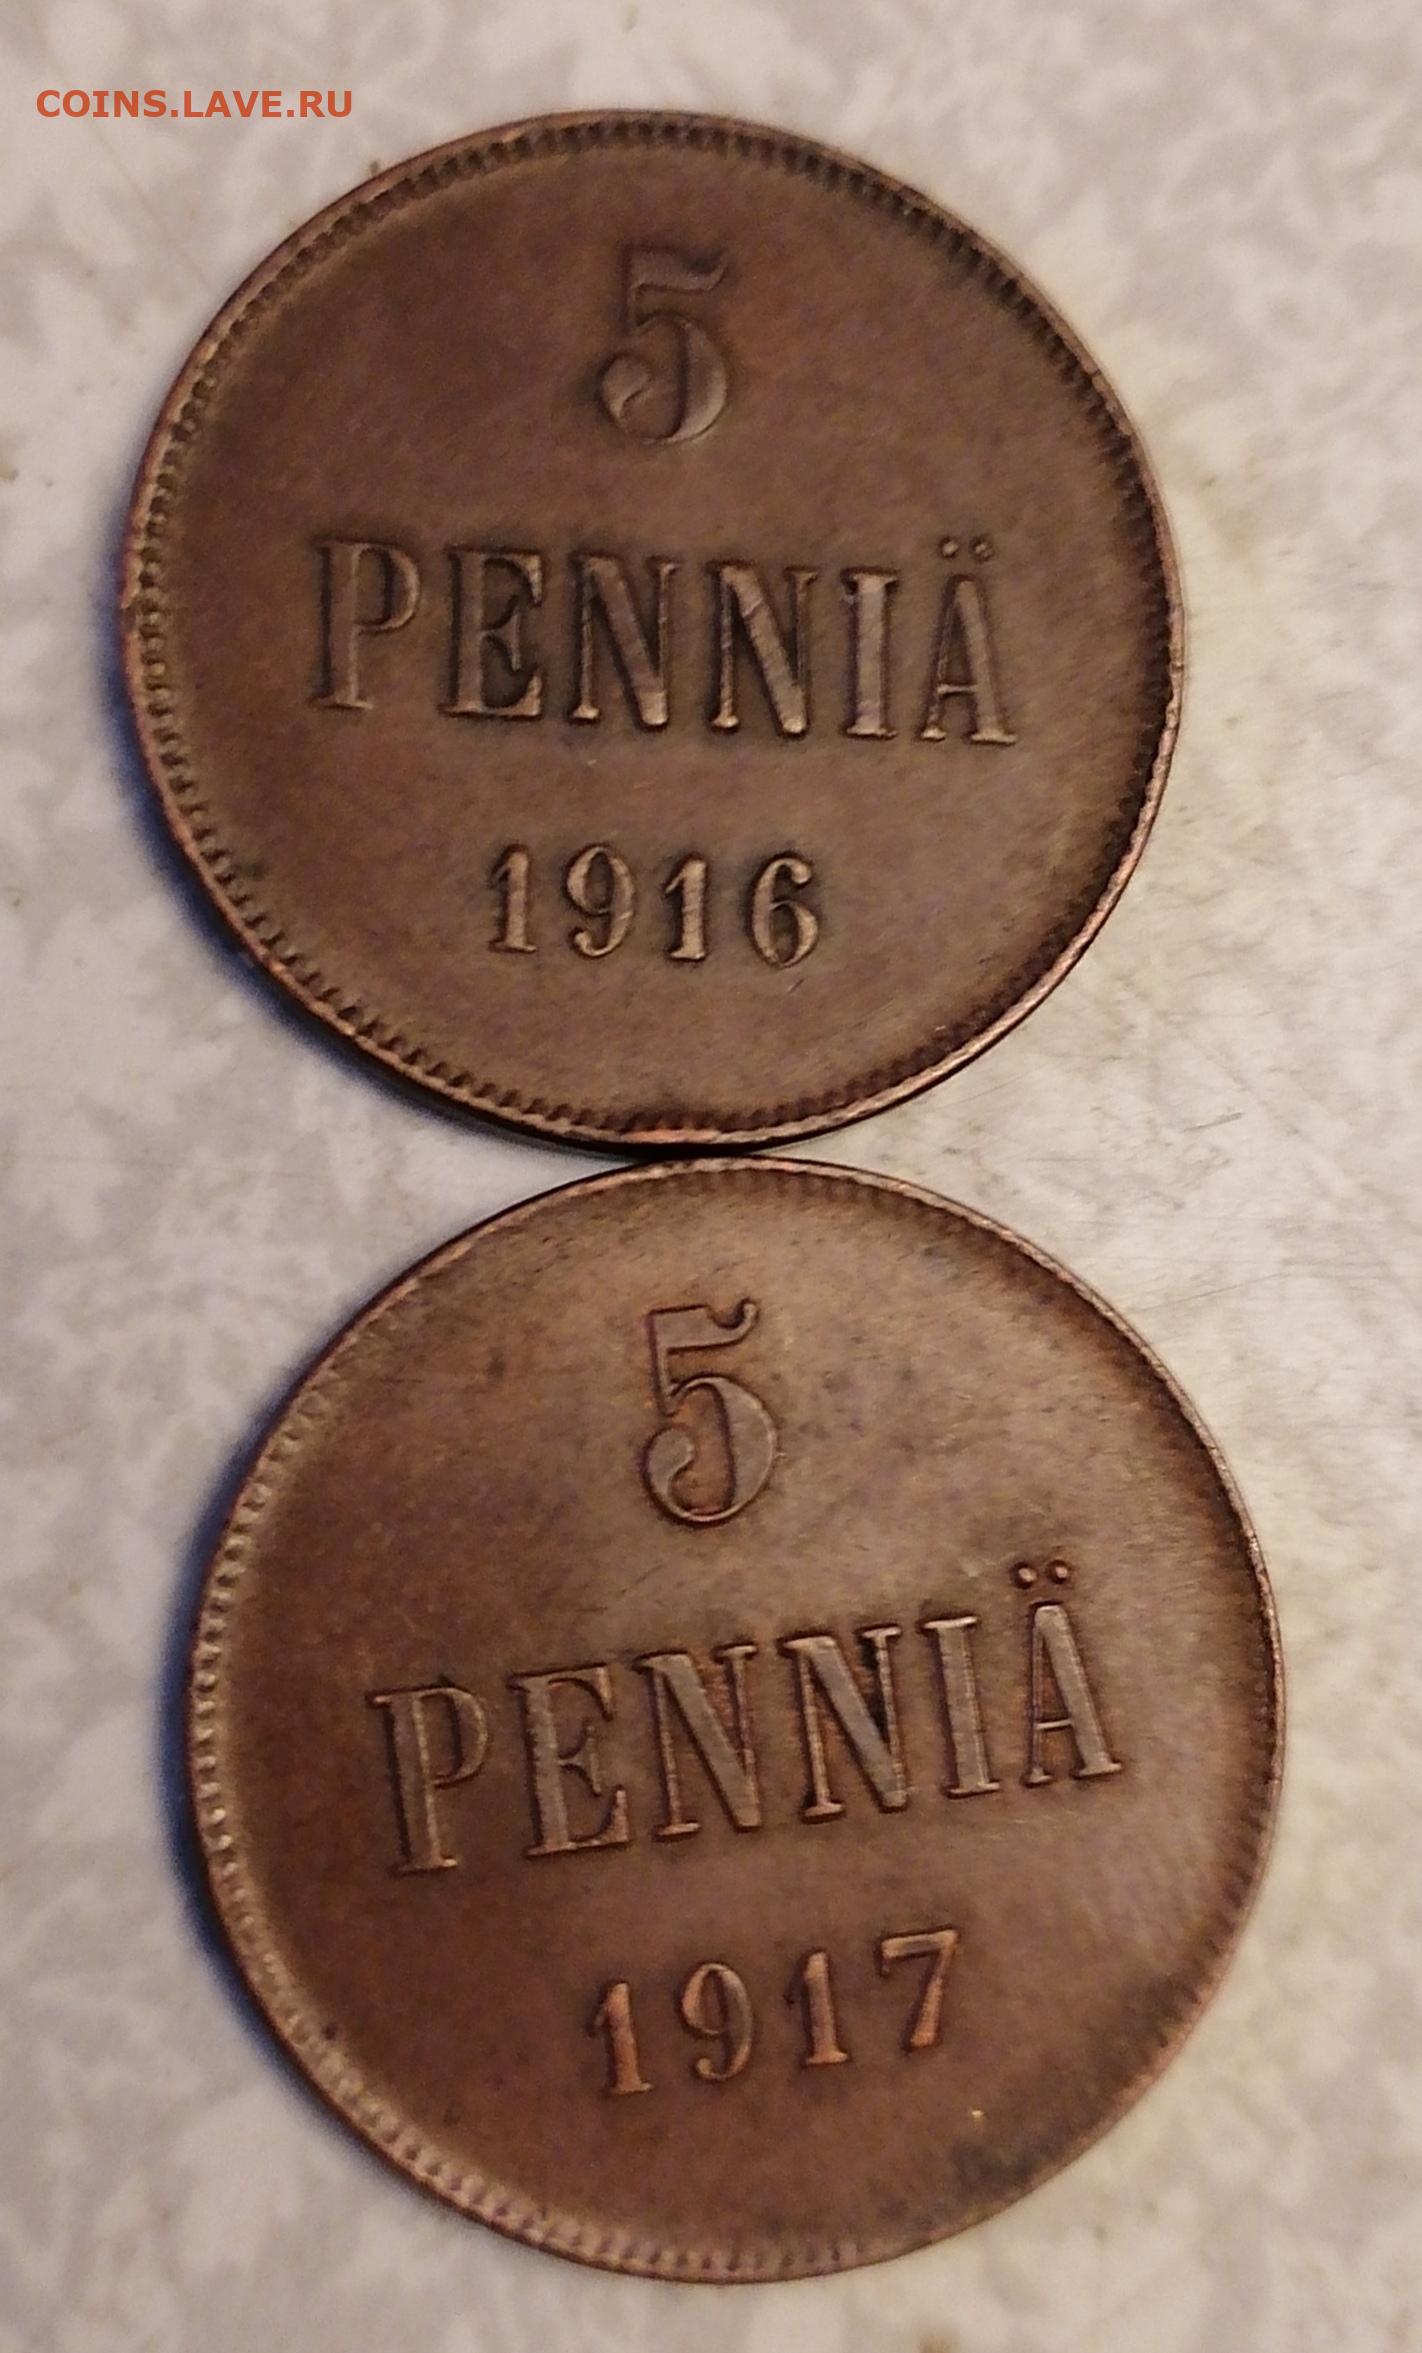 COINS.LAVE.RU
5
PENNIÄ
1916
5
PENNIÄ
1917